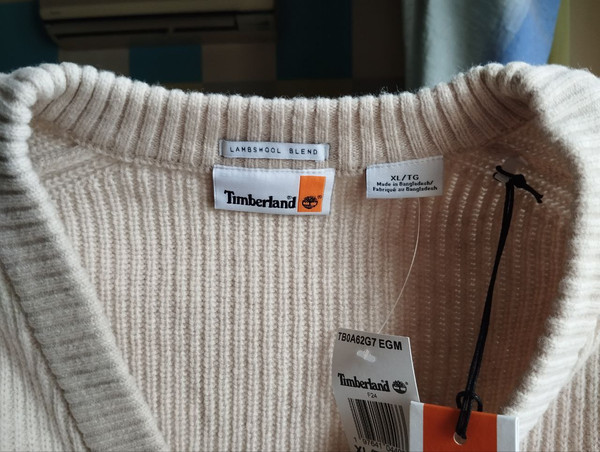 LAMBSWOOL BLEND
Timberland
XL/TG
Made in Bangladesh/
Fabriqué au Bangladesh
TB0A62G7 EGM
Timberland
F24